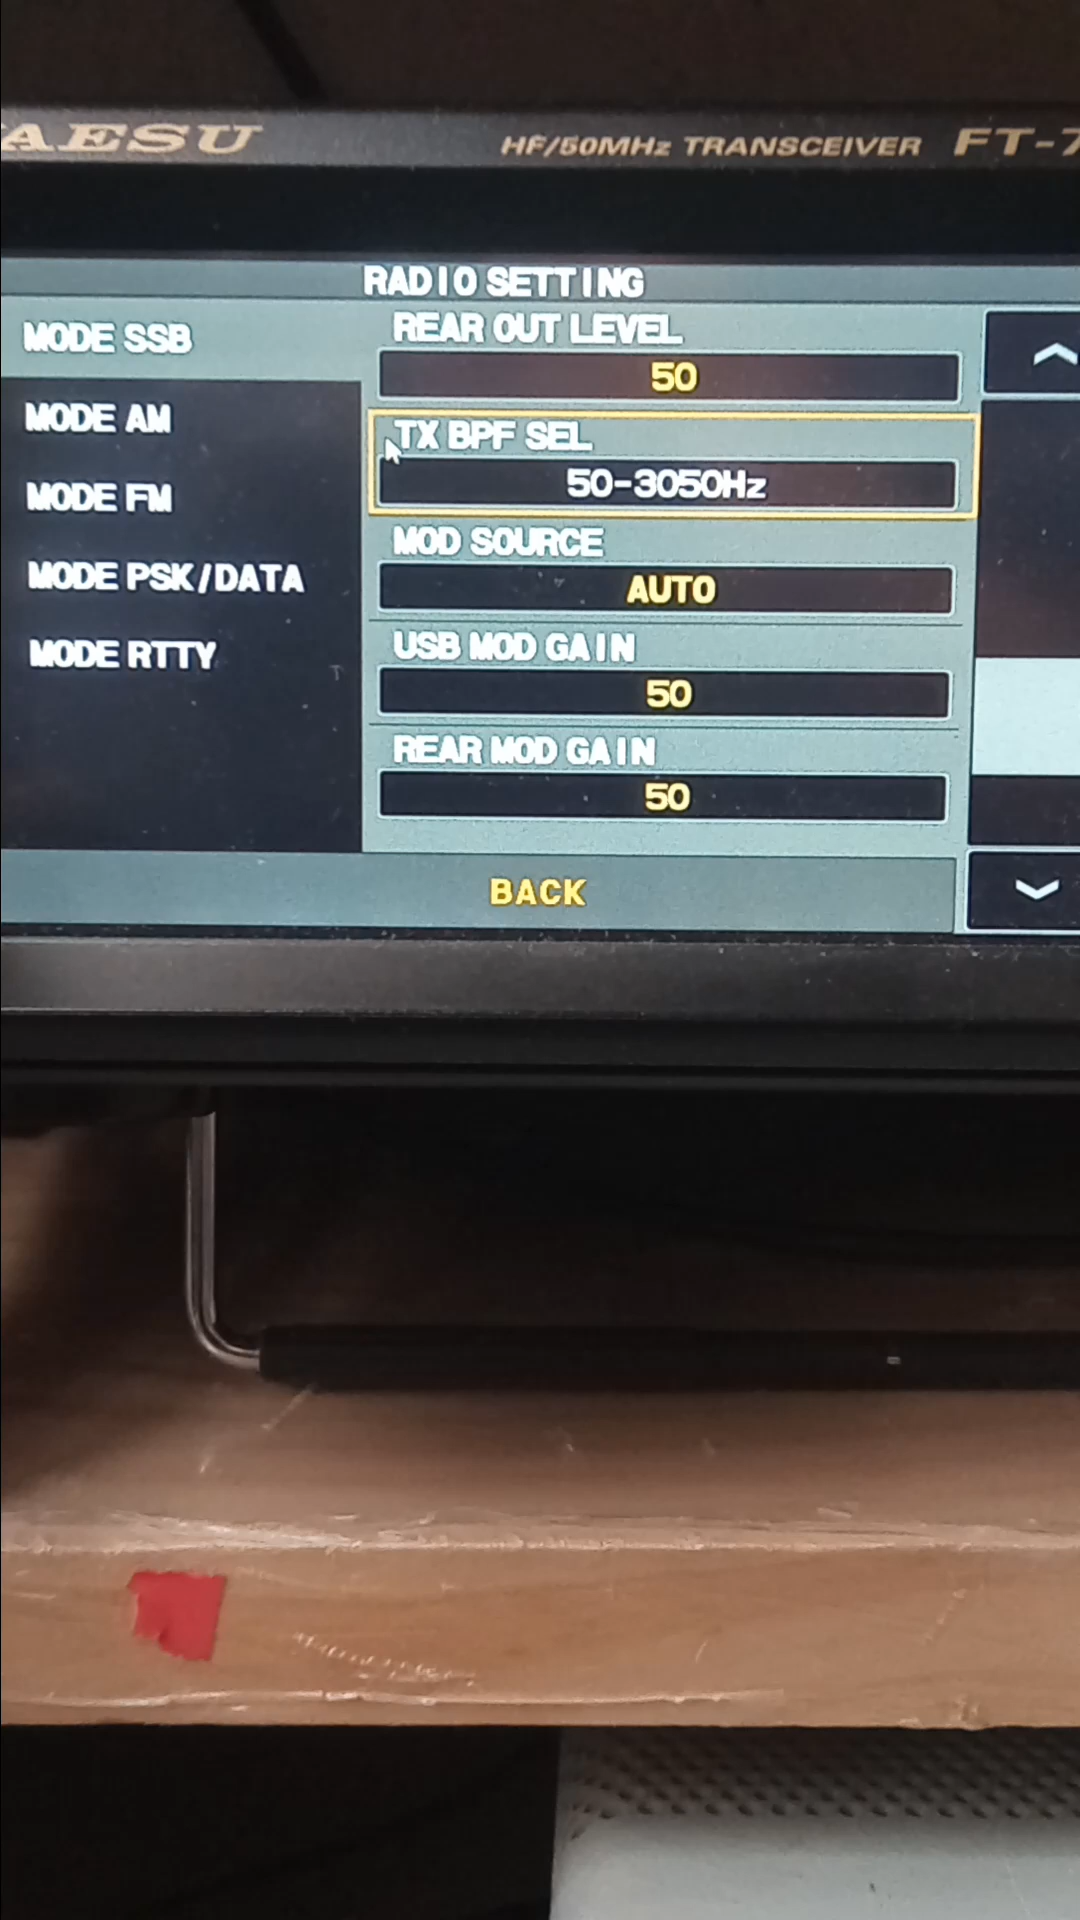 AESU HF/50MHz TRANSCEIVER FT-7
RADIO SETTING
MODE SSB
MODE AM
MODE FM
MODE PSK/DATA
MODE RTTY
REAR OUT LEVEL
50
TX BPF SEL
50-3050Hz
MOD SOURCE
AUTO
USB MOD GAIN
50
REAR MOD GAIN
50
BACK